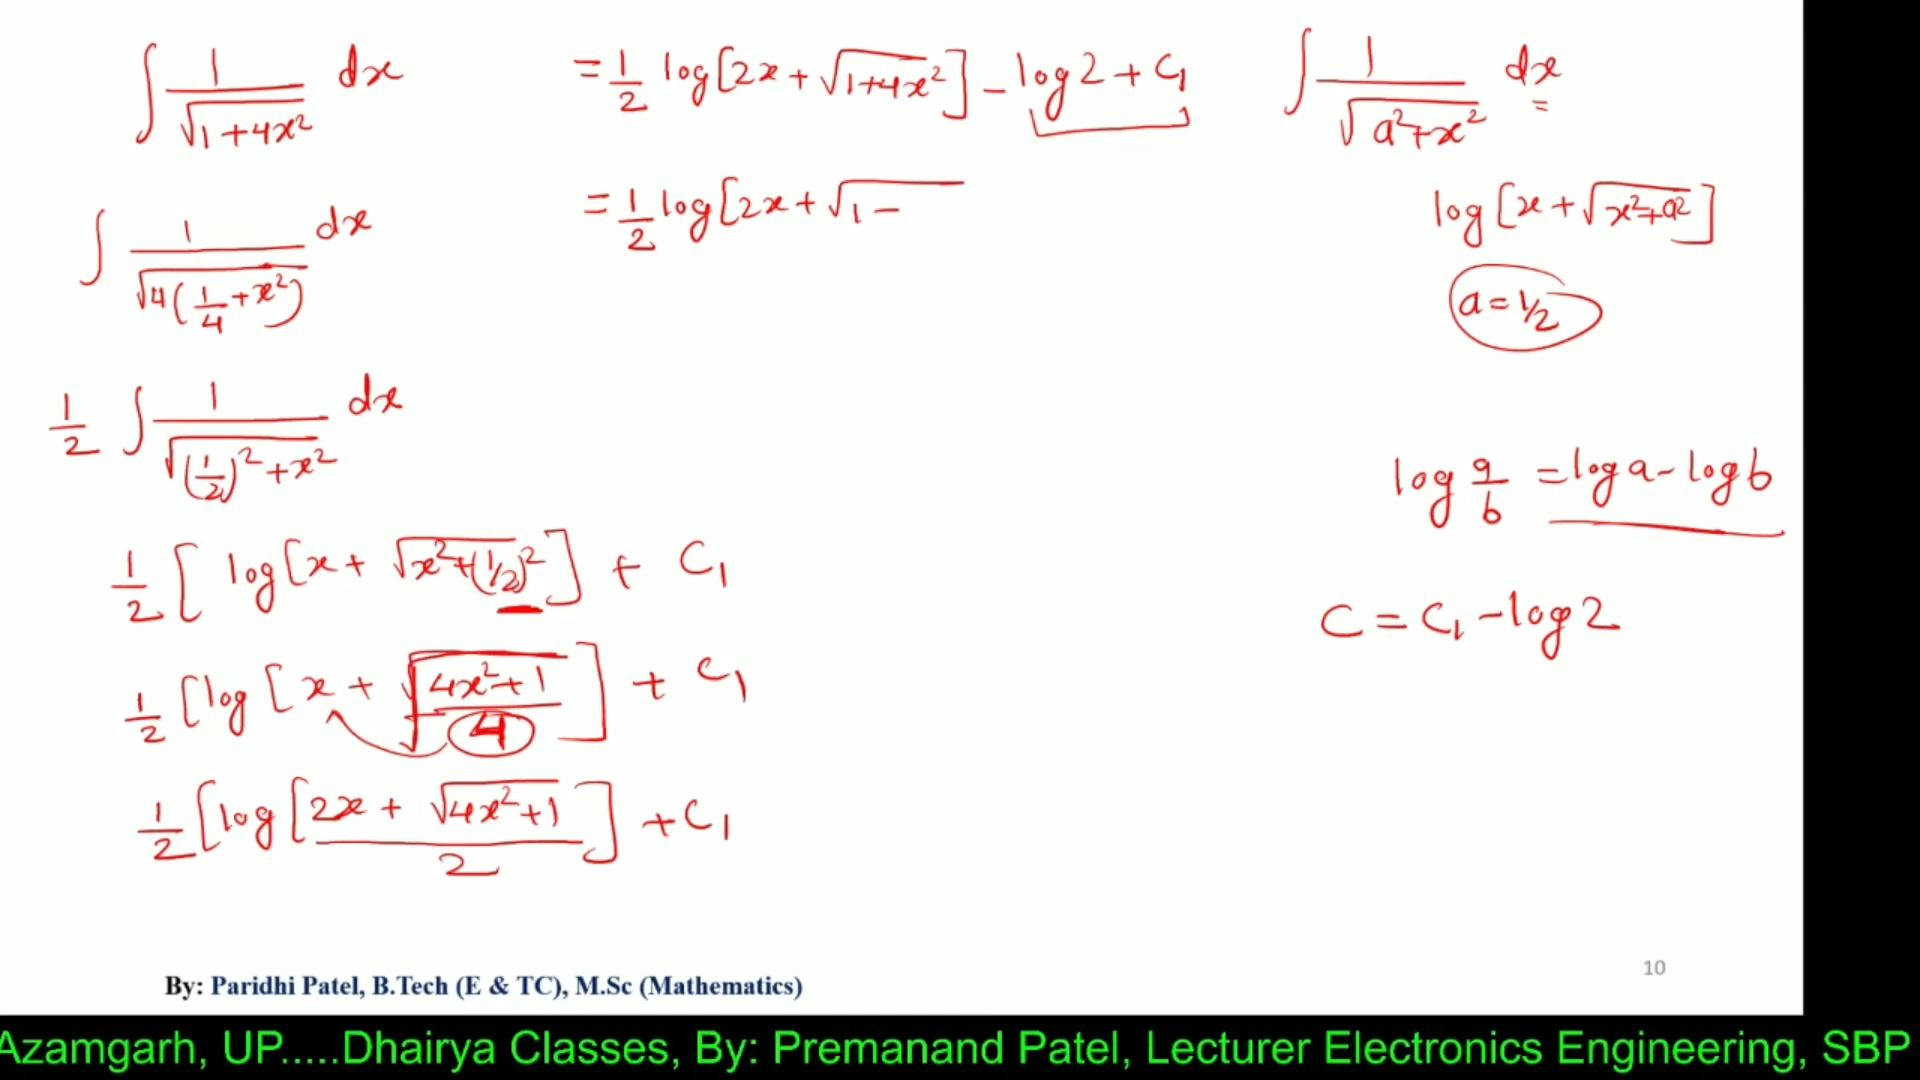 ∫ 1/√(1+4x²) dx
∫ 1/√(4(1/4+x²)) dx
1/2 ∫ 1/√((1/2)²+x²) dx
1/2 [ log[x + √(x²+(1/2)²] + C₁
1/2 [log [x + √((4x²+1)/4)] + C₁
1/2 [log [(2x + √(4x²+1))/2] + C₁
= 1/2 log[2x + √(1+4x²)] - log2 + C₁
= 1/2 log[2x + √(1 -
∫ 1/√(a²+x²) dx
=
log[x + √(x²+a²)]
a = 1/2
log a/b = log a - log b
C = C₁ - log 2
10
By: Paridhi Patel, B.Tech (E & TC), M.Sc (Mathematics)
Azamgarh, UP.....Dhairya Classes, By: Premanand Patel, Lecturer Electronics Engineering, SBP